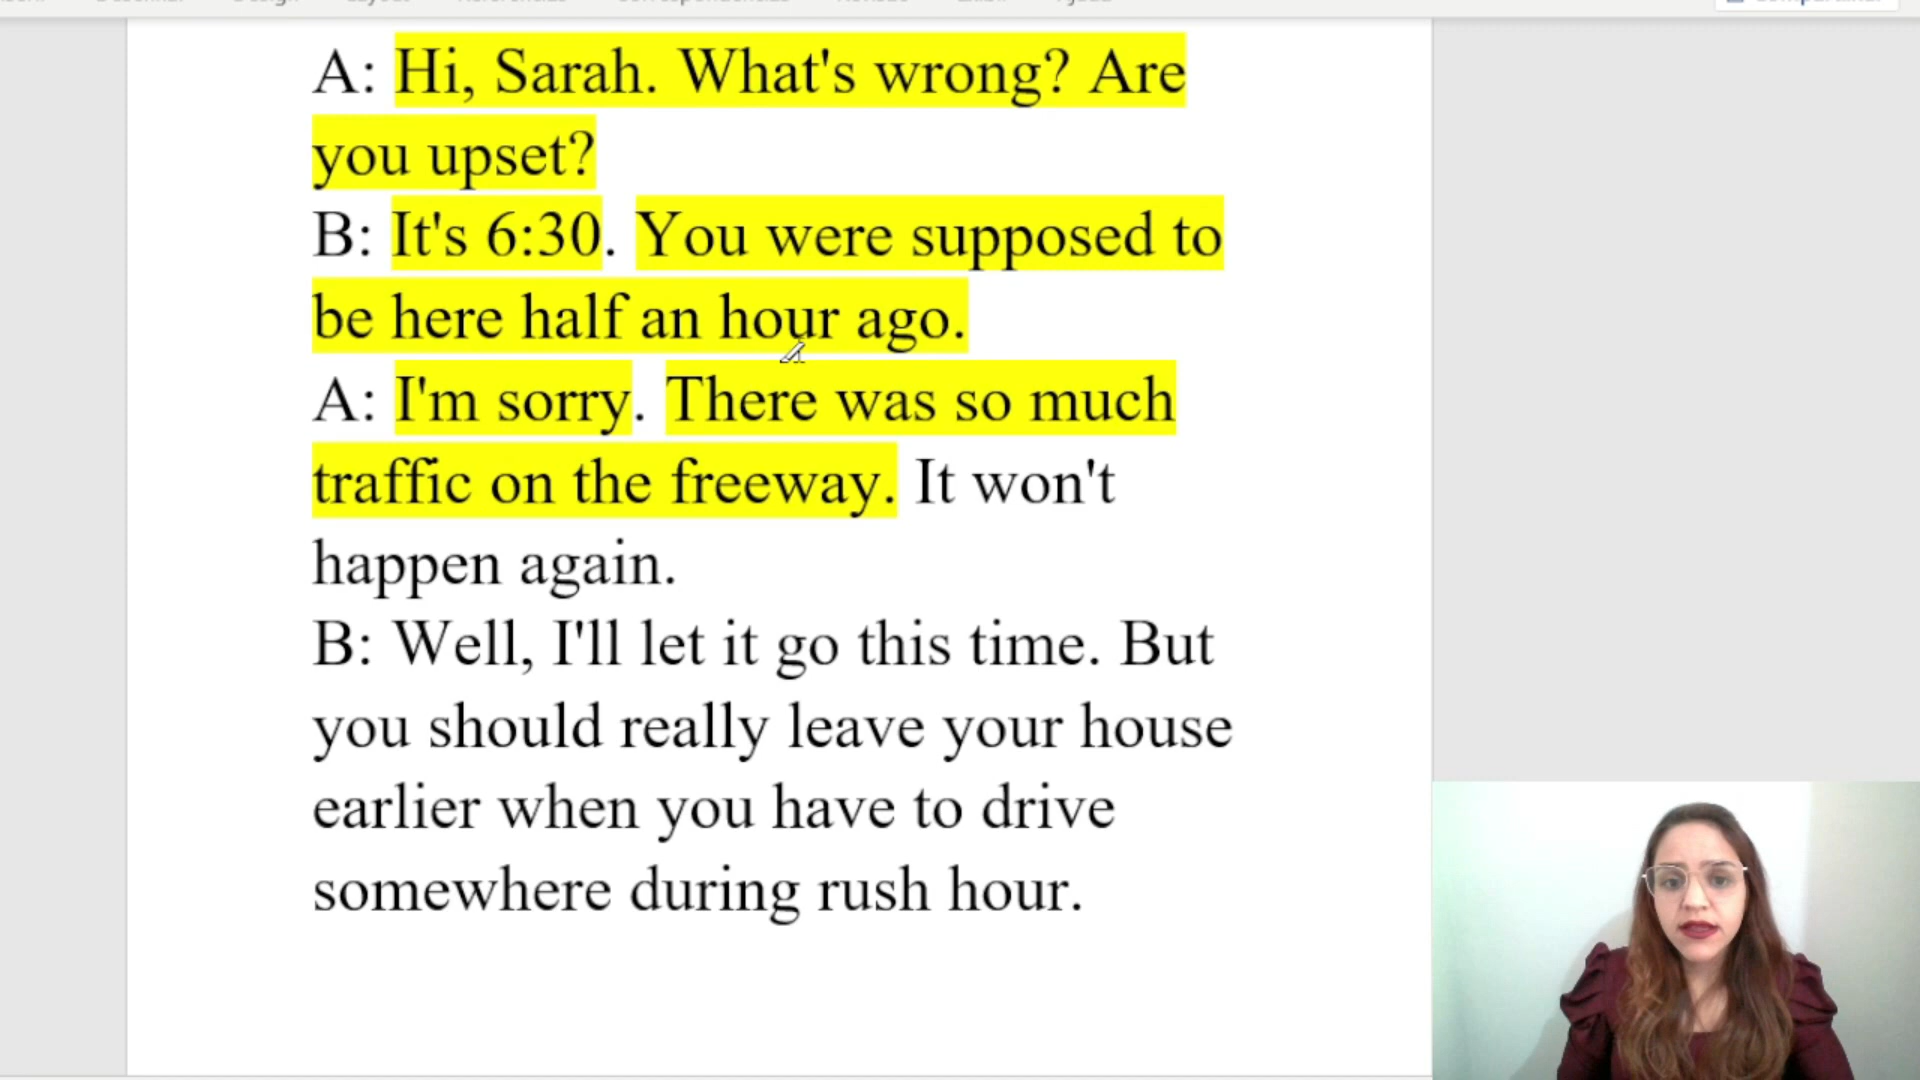 A: Hi, Sarah. What's wrong? Are
you upset?
B: It's 6:30. You were supposed to
be here half an hour ago.
A: I'm sorry. There was so much
traffic on the freeway. It won't
happen again.
B: Well, I'll let it go this time. But
you should really leave your house
earlier when you have to drive
somewhere during rush hour.